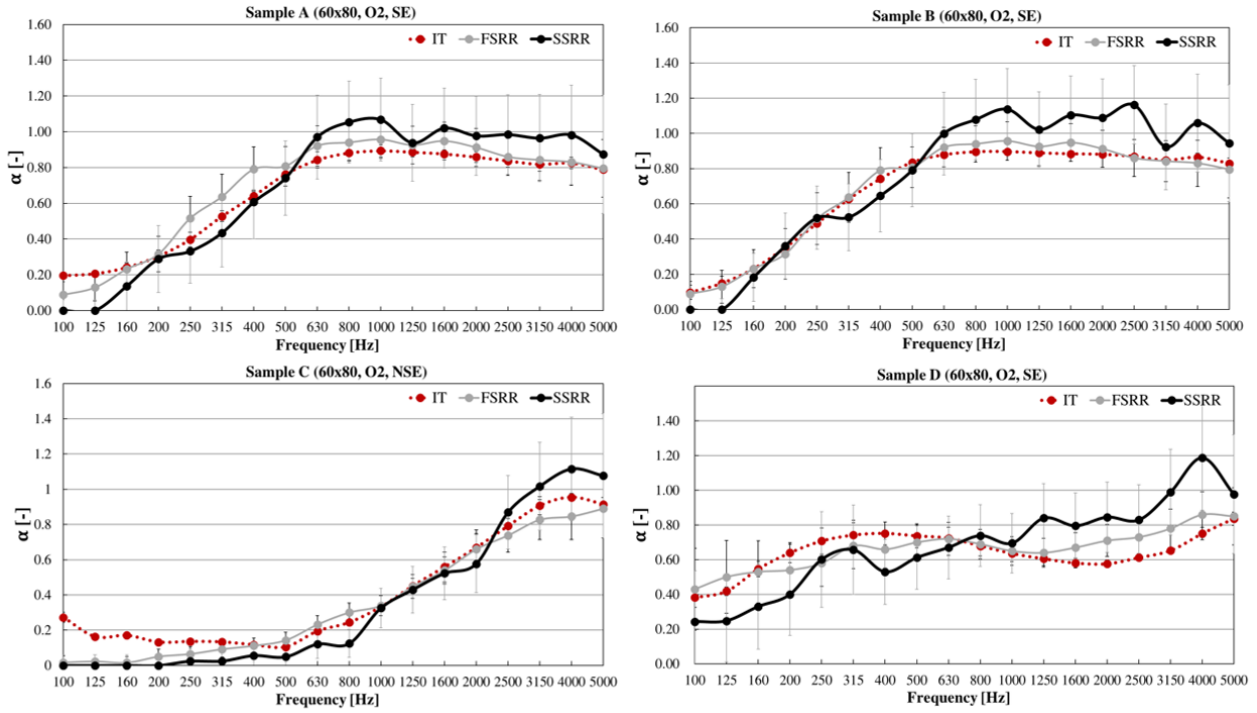 Sample A (60x80, O2, SE)
IT FSRR SSRR
1.60
1.40
1.20
1.00
0.80
0.60
0.40
0.20
0.00
α [-]
100 125 160 200 250 315 400 500 630 800 1000 1250 1600 2000 2500 3150 4000 5000
Frequency [Hz]
Sample B (60x80, O2, SE)
IT FSRR SSRR
1.60
1.40
1.20
1.00
0.80
0.60
0.40
0.20
0.00
α [-]
100 125 160 200 250 315 400 500 630 800 1000 1250 1600 2000 2500 3150 4000 5000
Frequency [Hz]
Sample C (60x80, O2, NSE)
IT FSRR SSRR
1.6
1.4
1.2
1
0.8
0.6
0.4
0.2
0
α [-]
100 125 160 200 250 315 400 500 630 800 1000 1250 1600 2000 2500 3150 4000 5000
Frequency [Hz]
Sample D (60x80, O2, SE)
IT FSRR SSRR
1.40
1.20
1.00
0.80
0.60
0.40
0.20
0.00
α [-]
100 125 160 200 250 315 400 500 630 800 1000 1250 1600 2000 2500 3150 4000 5000
Frequency [Hz]